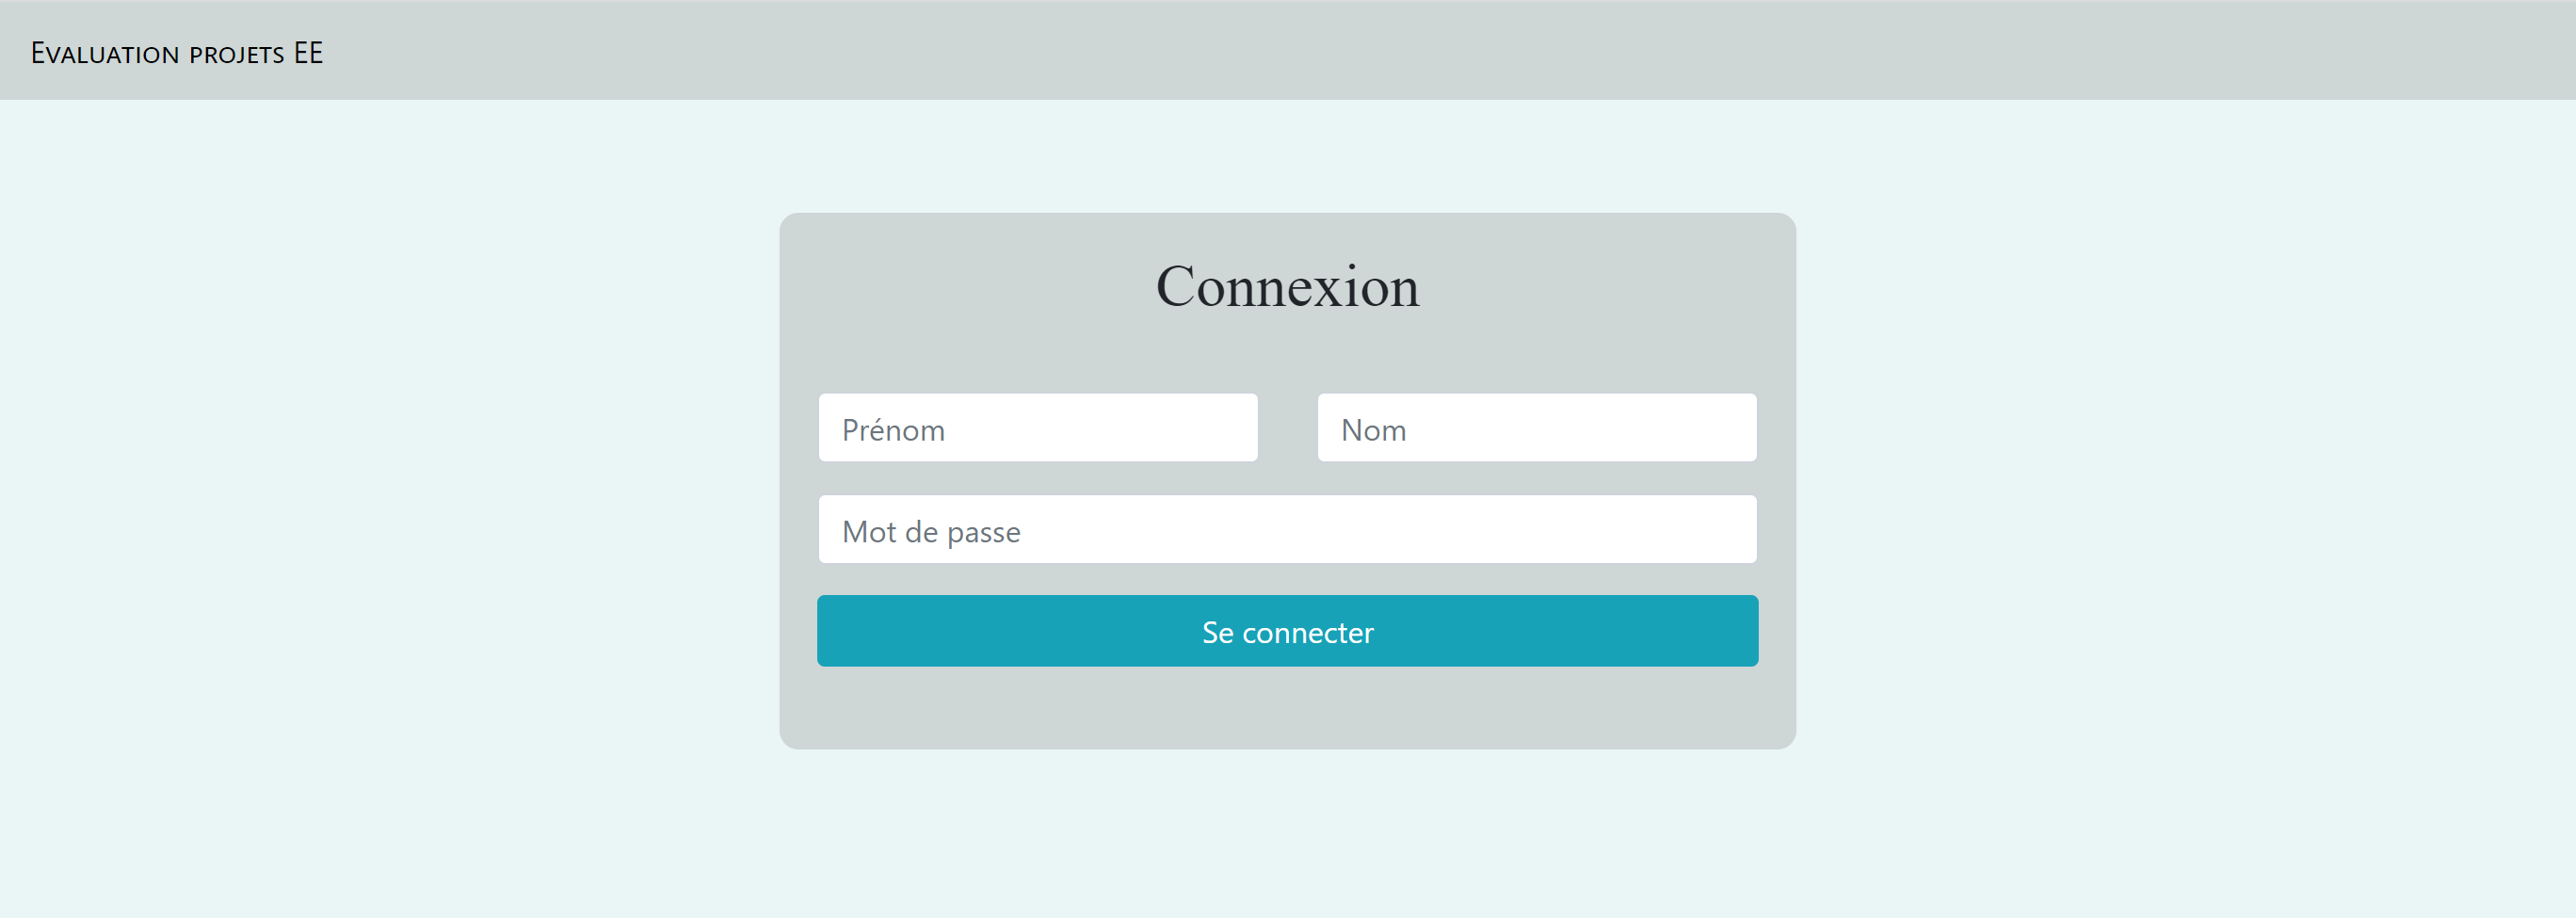 Evaluation projets EE
Connexion
Prénom
Nom
Mot de passe
Se connecter